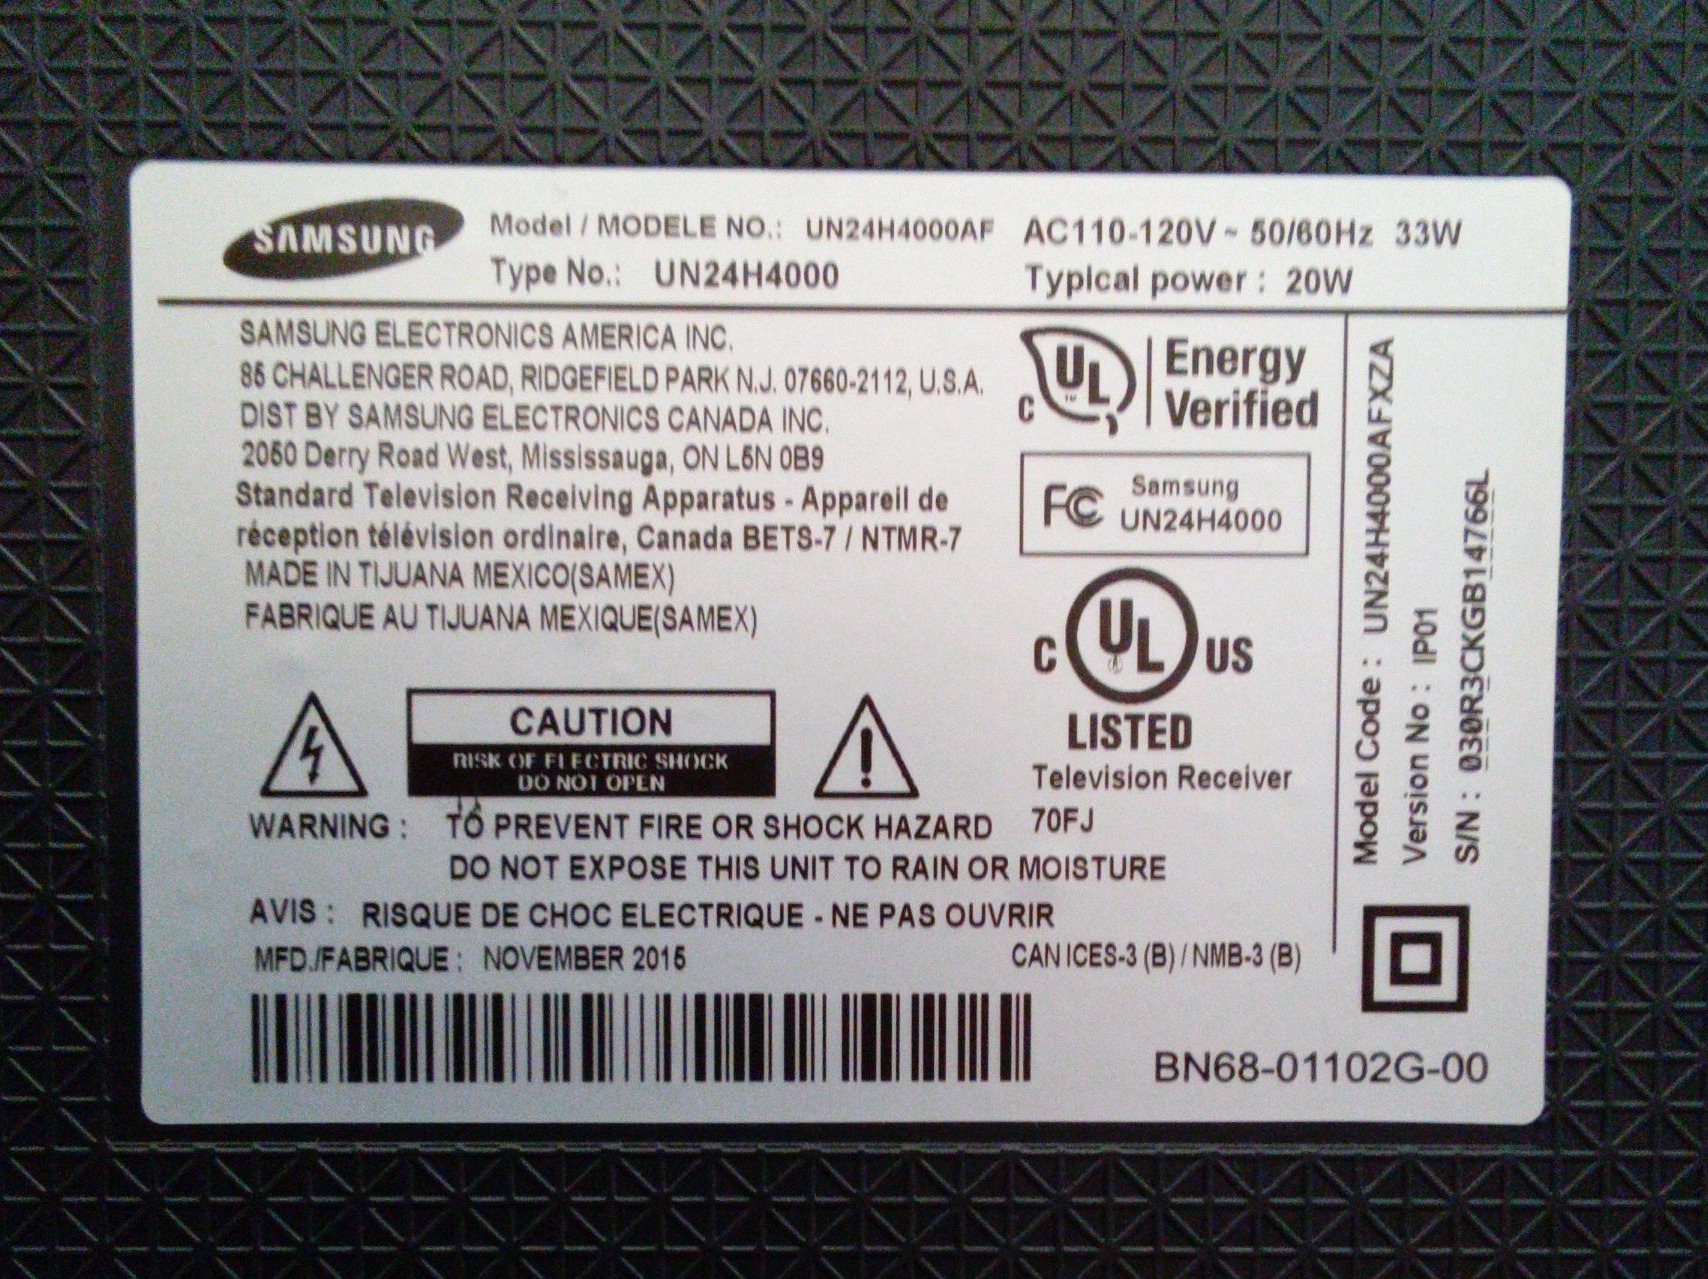 SAMSUNG
Model / MODELE NO.: UN24H4000AF AC110-120V ~ 50/60Hz 33W
Type No.: UN24H4000 Typical power : 20W
SAMSUNG ELECTRONICS AMERICA INC.
85 CHALLENGER ROAD, RIDGEFIELD PARK N.J. 07660-2112, U.S.A.
DIST BY SAMSUNG ELECTRONICS CANADA INC.
2050 Derry Road West, Mississauga, ON L5N 0B9
Standard Television Receiving Apparatus - Appareil de
réception télévision ordinaire, Canada BETS-7 / NTMR-7
MADE IN TIJUANA MEXICO(SAMEX)
FABRIQUE AU TIJUANA MEXIQUE(SAMEX)
C UL ™ Energy
Verified
FC Samsung
UN24H4000
C UL US
LISTED
Television Receiver
70FJ
CAUTION
RISK OF ELECTRIC SHOCK
DO NOT OPEN
WARNING : TO PREVENT FIRE OR SHOCK HAZARD
DO NOT EXPOSE THIS UNIT TO RAIN OR MOISTURE
AVIS : RISQUE DE CHOC ELECTRIQUE - NE PAS OUVRIR
MFD./FABRIQUE : NOVEMBER 2015
CAN ICES-3 (B) / NMB-3 (B)
BN68-01102G-00
Model Code : UN24H4000AFXZA
Version No : IP01
S/N : 030R3CKGB14766L